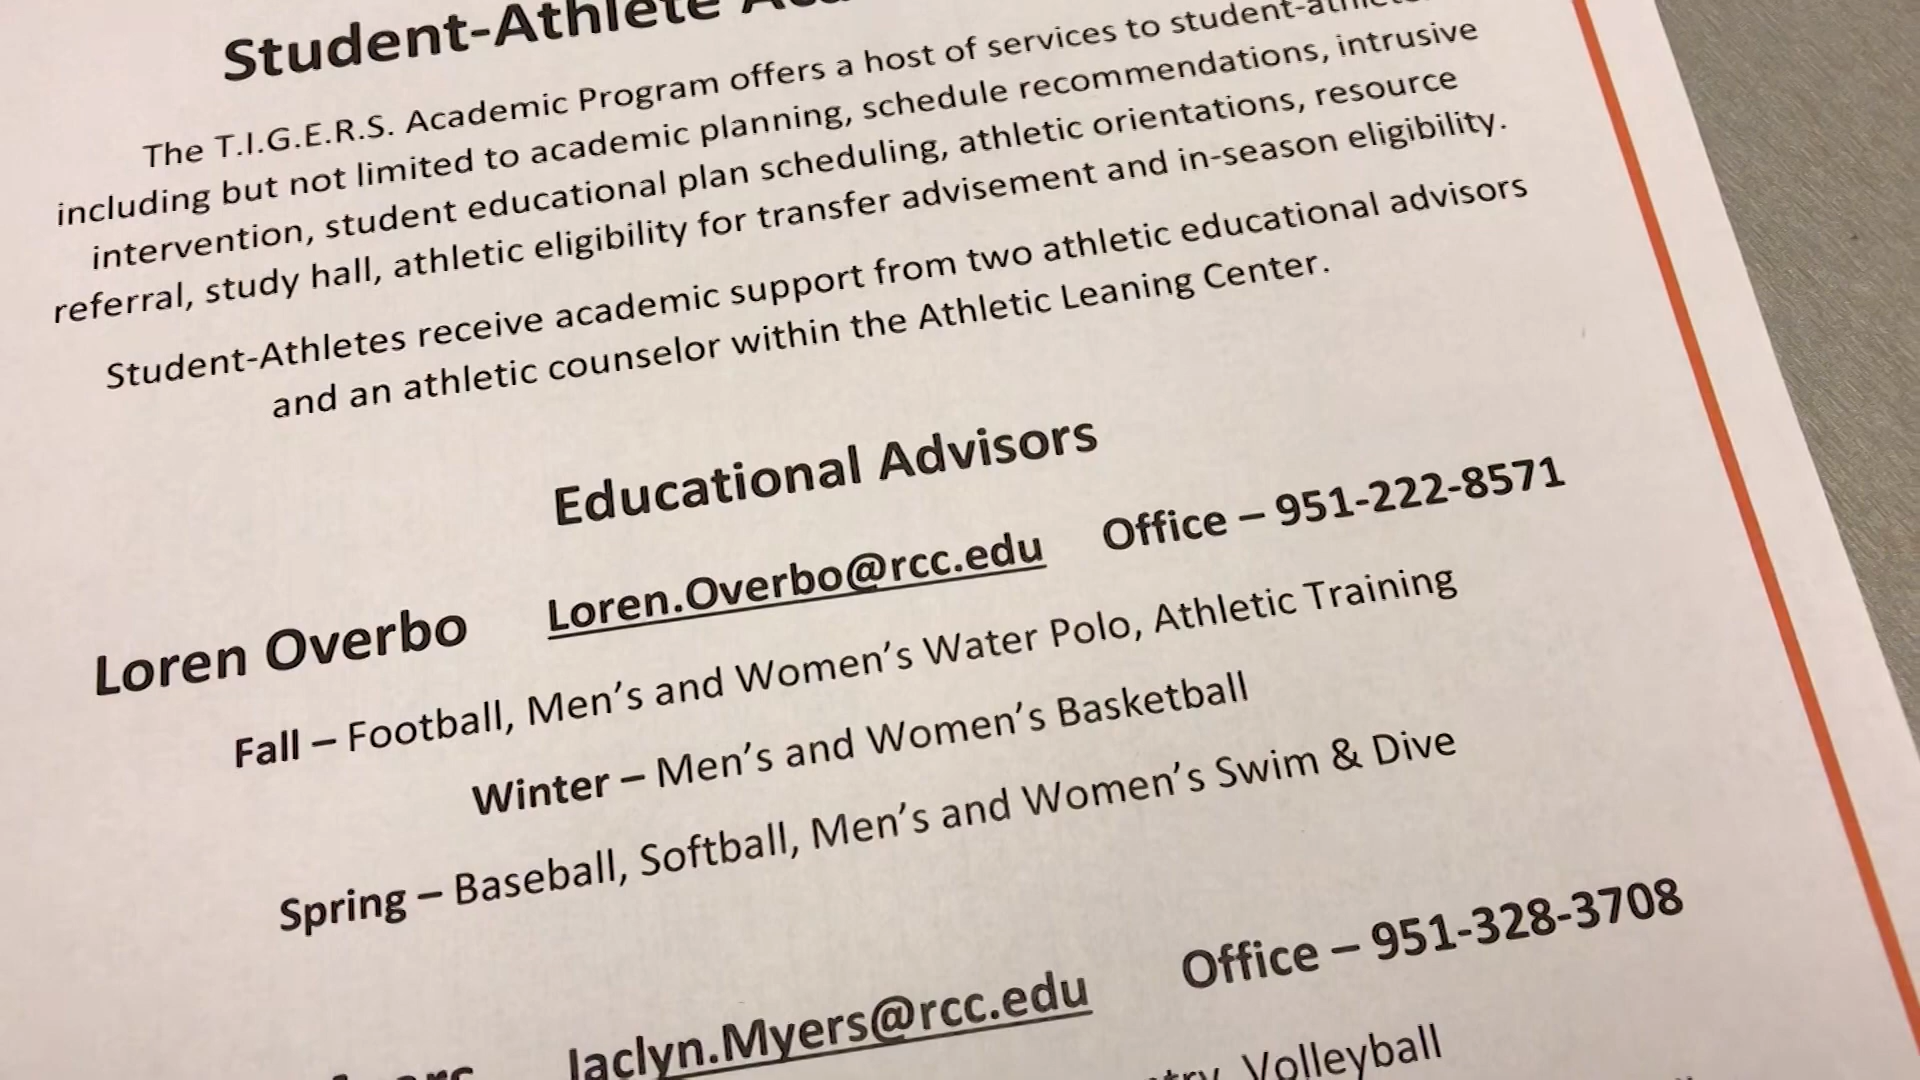 Student-Athlete
The T.I.G.E.R.S. Academic Program offers a host of services to
including but not limited to academic planning, schedule recommendations, intrusive
intervention, student educational plan scheduling, athletic orientations, resource
referral, study hall, athletic eligibility for transfer advisement and in-season eligibility.
Student-Athletes receive academic support from two athletic educational advisors
and an athletic counselor within the Athletic Leaning Center.
Educational Advisors
Loren Overbo Loren.Overbo@rcc.edu Office – 951-222-8571
Fall – Football, Men’s and Women’s Water Polo, Athletic Training
Winter – Men’s and Women’s Basketball
Spring – Baseball, Softball, Men’s and Women’s Swim & Dive
Jaclyn.Myers@rcc.edu Office – 951-328-3708
Volleyball